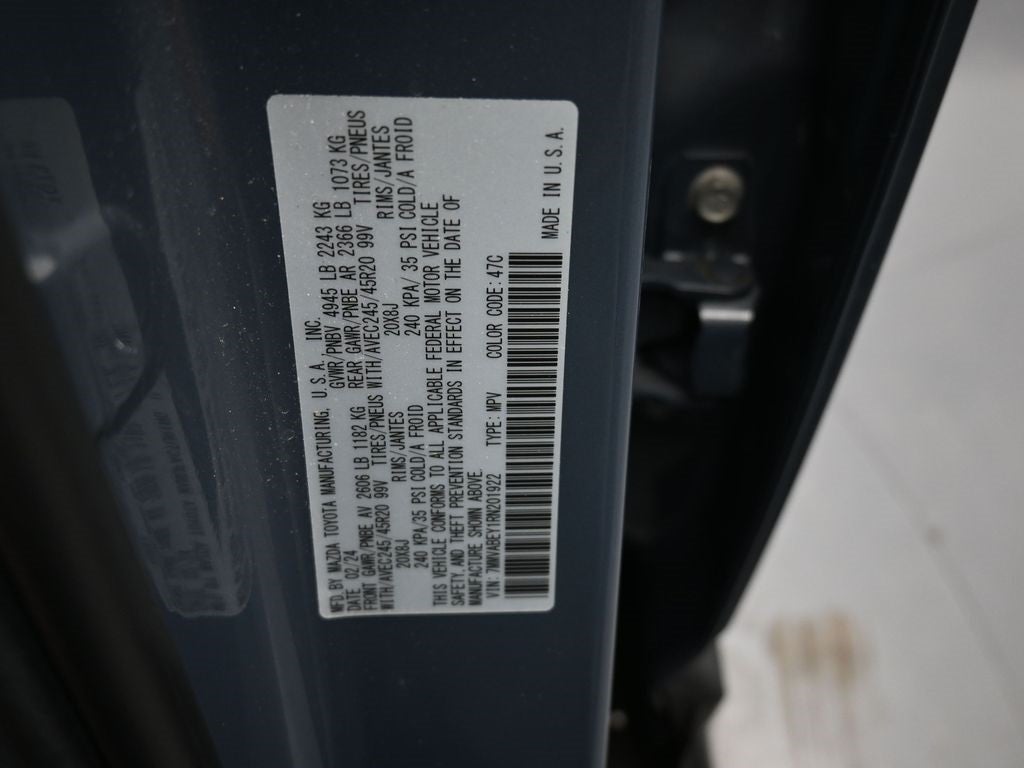 MFD.BY MAZDA TOYOTA MANUFACTURING, U.S.A., INC.
DATE 02/24 GVWR/PNBV 4945 LB 2243 KG
FRONT GAWR/PNBE AV 2606 LB 1182 KG REAR GAWR/PNBE AR 2366 LB 1073 KG
WITH/AVEC245/45R20 99V TIRES/PNEUS WITH/AVEC245/45R20 99V TIRES/PNEUS
20X8J RIMS/JANTES 20X8J RIMS/JANTES
240 KPA/35 PSI COLD/A FROID 240 KPA/35 PSI COLD/A FROID
THIS VEHICLE CONFORMS TO ALL APPLICABLE FEDERAL MOTOR VEHICLE
SAFETY,AND THEFT PREVENTION STANDARDS IN EFFECT ON THE DATE OF
MANUFACTURE SHOWN ABOVE.
VIN: 7MMVABEY1RN201922 TYPE: MPV COLOR CODE: 47C
MADE IN U.S.A.